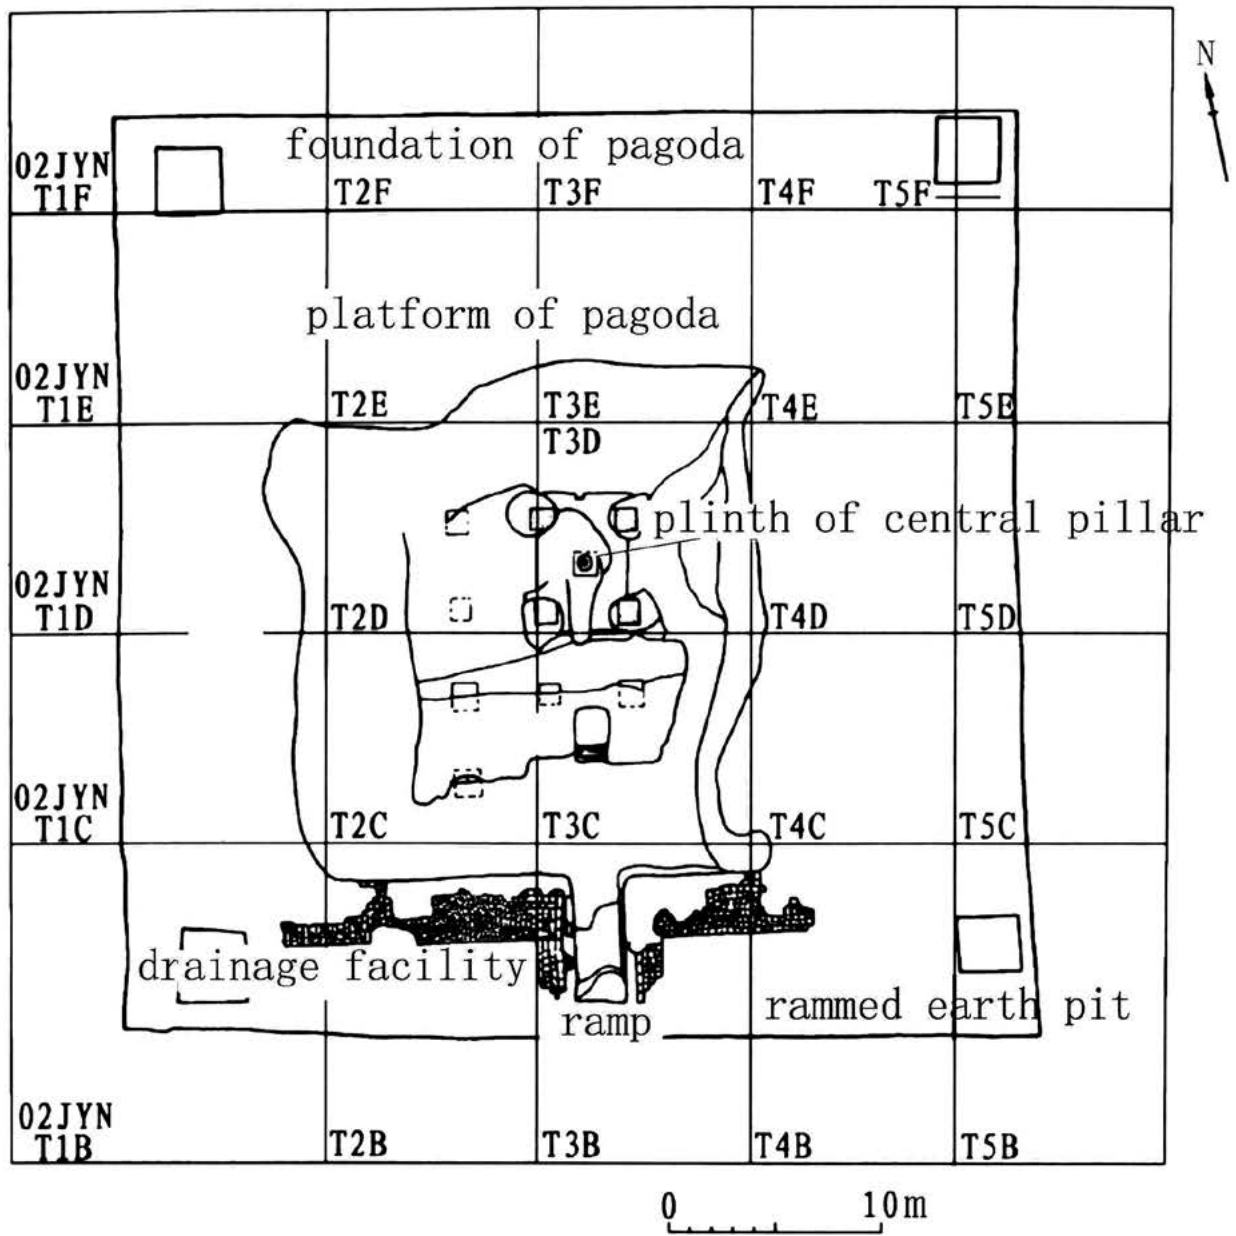 N
foundation of pagoda
02JYN
T1F T2F T3F T4F T5F
platform of pagoda
02JYN
T1E T2E T3E T4E T5E
T3D
plinth of central pillar
02JYN
T1D T2D T4D T5D
02JYN
T1C T2C T3C T4C T5C
drainage facility
rammed earth pit
ramp
02JYN
T1B T2B T3B T4B T5B
0 10m